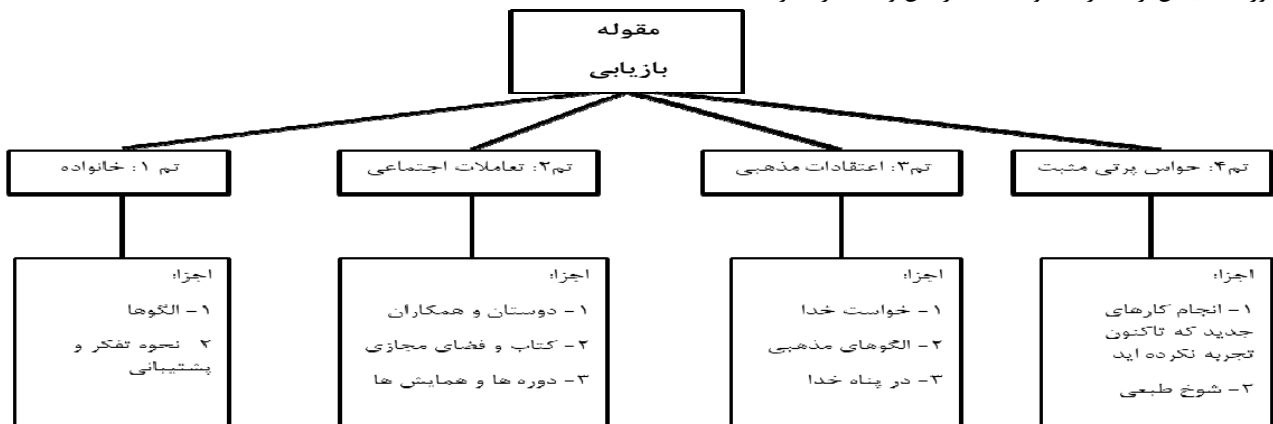 مقوله
بازیابی
تم ۱: خانواده
تم۲: تعاملات اجتماعی
تم۳: اعتقادات مذهبی
تم۴: حواس پرتی مثبت
اجزا:
۱- الگوها
۲ نحوه تفکر و
پشتیبانی
اجزا:
۱- دوستان و همکاران
۲- کتاب و فضای مجازی
۳- دوره ها و همایش ها
اجزا:
۱- خواست خدا
۲- الگوهای مذهبی
۳- در پناه خدا
اجزا:
۱- انجام کارهای
جدید که تاکنون
تجربه نکرده اید
۲- شوخ طبعی